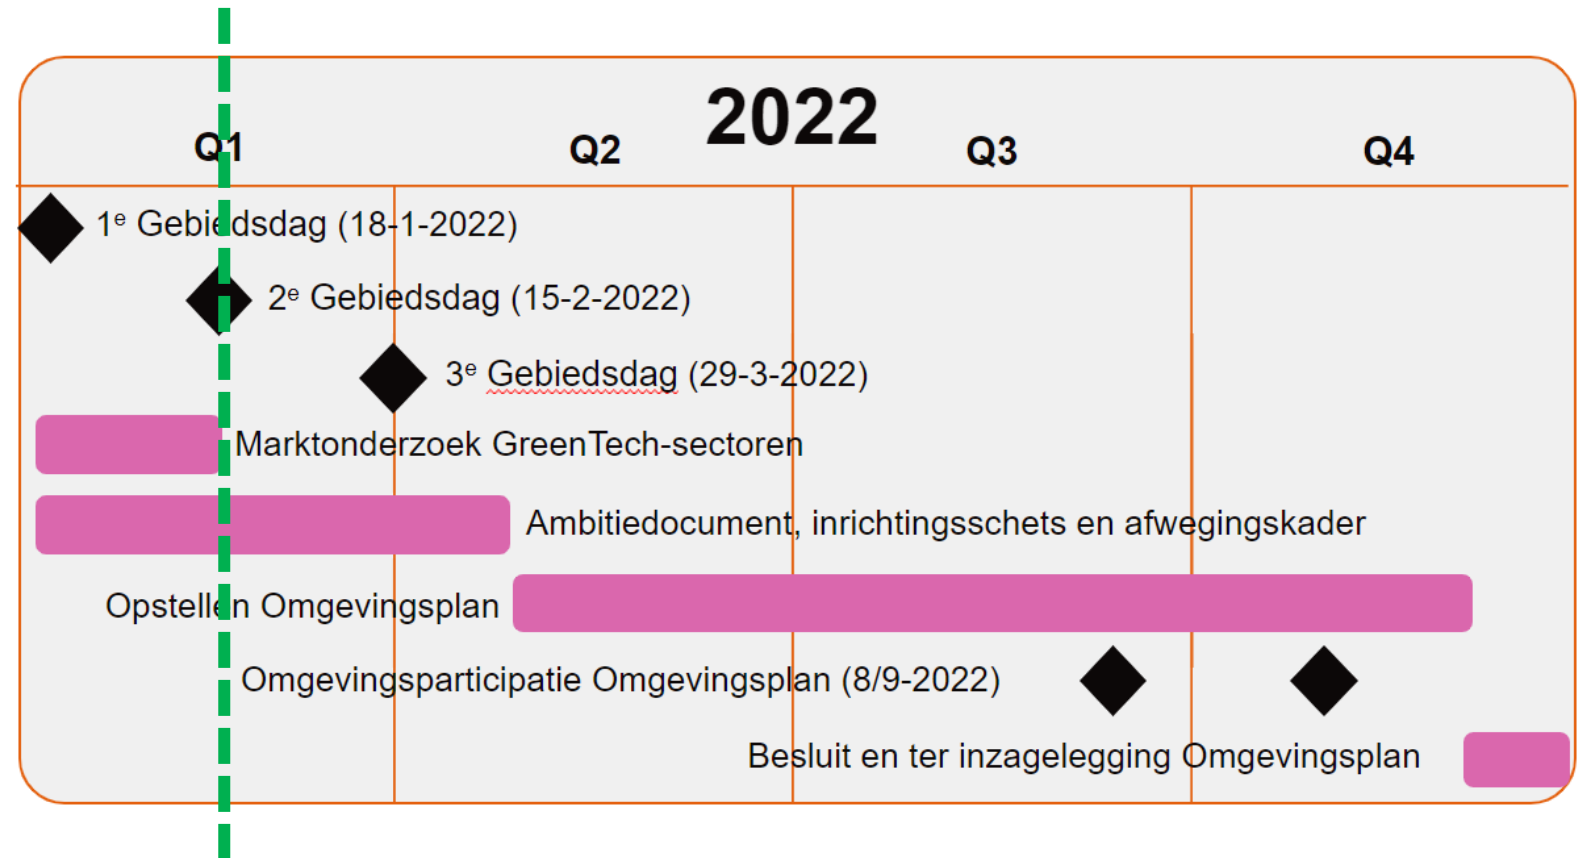 2022
Q1 Q2 Q3 Q4
1e Gebiedsdag (18-1-2022)
2e Gebiedsdag (15-2-2022)
3e Gebiedsdag (29-3-2022)
Marktonderzoek GreenTech-sectoren
Ambitiedocument, inrichtingsschets en afwegingskader
Opstellen Omgevingsplan
Omgevingsparticipatie Omgevingsplan (8/9-2022)
Besluit en ter inzagelegging Omgevingsplan